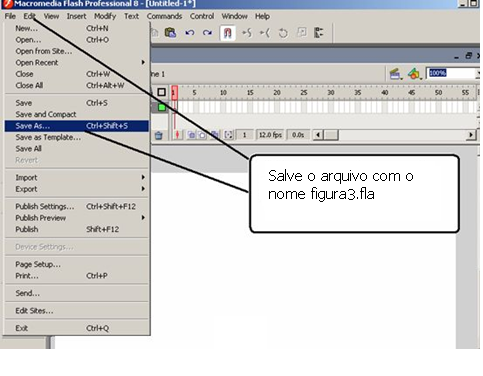 Macromedia Flash Professional 8 - [Untitled-1*]
File Edit View Insert Modify Text Commands Control Window Help
New... Ctrl+N
Open... Ctrl+O
Open from Site...
Open Recent
Close Ctrl+W
Close All Ctrl+Alt+W
Save Ctrl+S
Save and Compact
Save As... Ctrl+Shift+S
Save as Template...
Save All
Revert
Import
Export
Publish Settings... Ctrl+Shift+F12
Publish Preview
Publish Shift+F12
Device Settings...
Page Setup...
Print... Ctrl+P
Send...
Edit Sites...
Exit Ctrl+Q
ne 1
100%
1 5 10 15 20 25 30 35 40 45 50 55
1 12.0 fps 0.0s
Salve o arquivo com o
nome figura3.fla